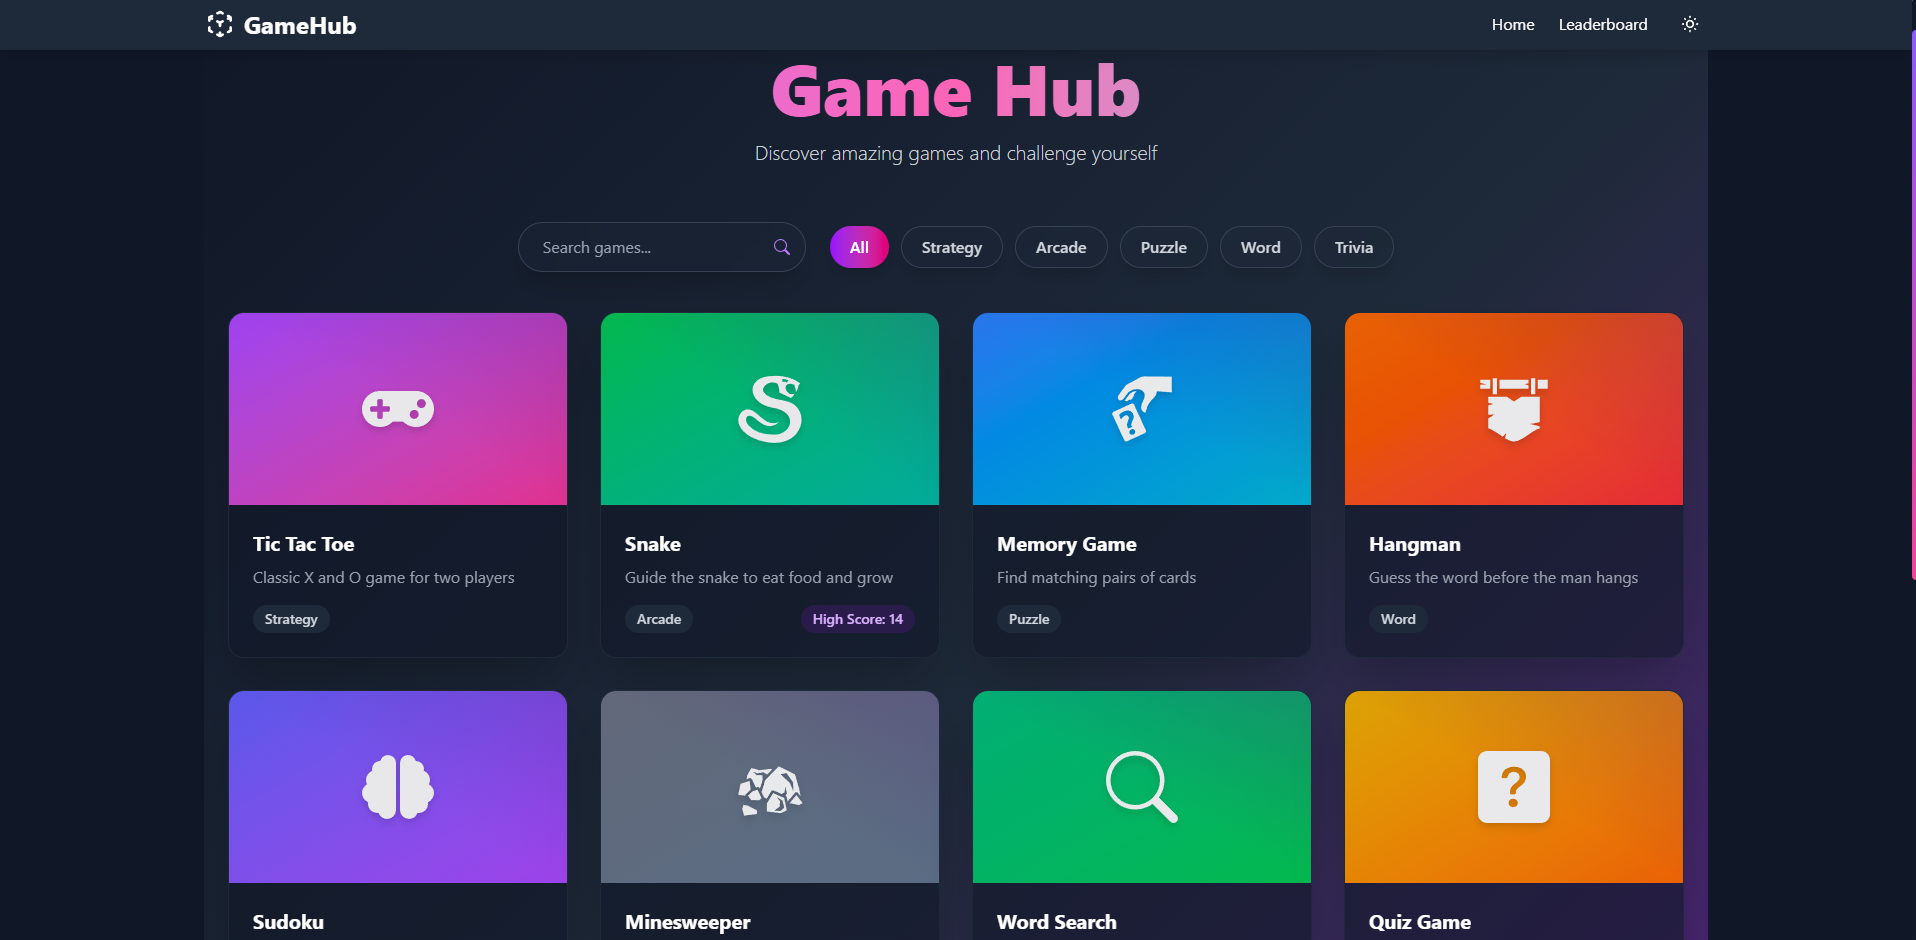 GameHub
Home Leaderboard
Game Hub
Discover amazing games and challenge yourself
Search games... All Strategy Arcade Puzzle Word Trivia
?
Tic Tac Toe
Classic X and O game for two players
Strategy
Snake
Guide the snake to eat food and grow
Arcade High Score: 14
Memory Game
Find matching pairs of cards
Puzzle
Hangman
Guess the word before the man hangs
Word
?
Sudoku
Minesweeper
Word Search
Quiz Game